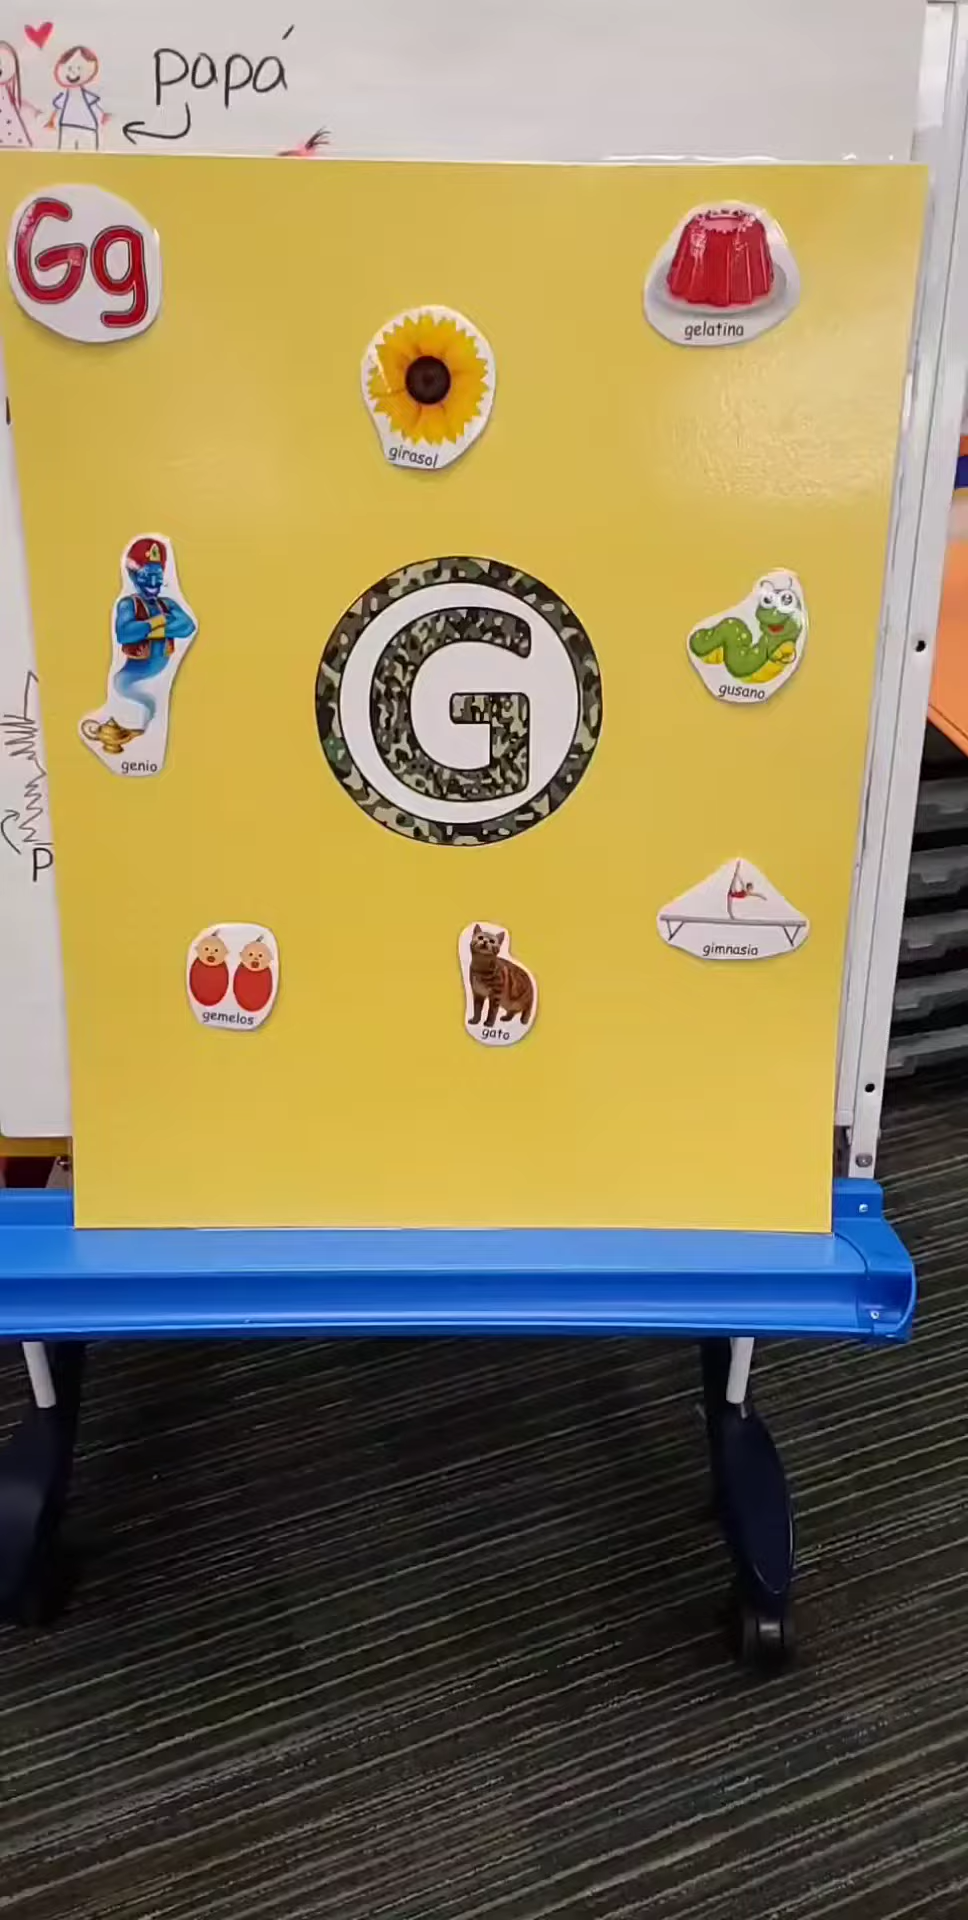 papá
Gg
gelatina
girasol
genio
G
gusano
P
gimnasia
gemelos
gato